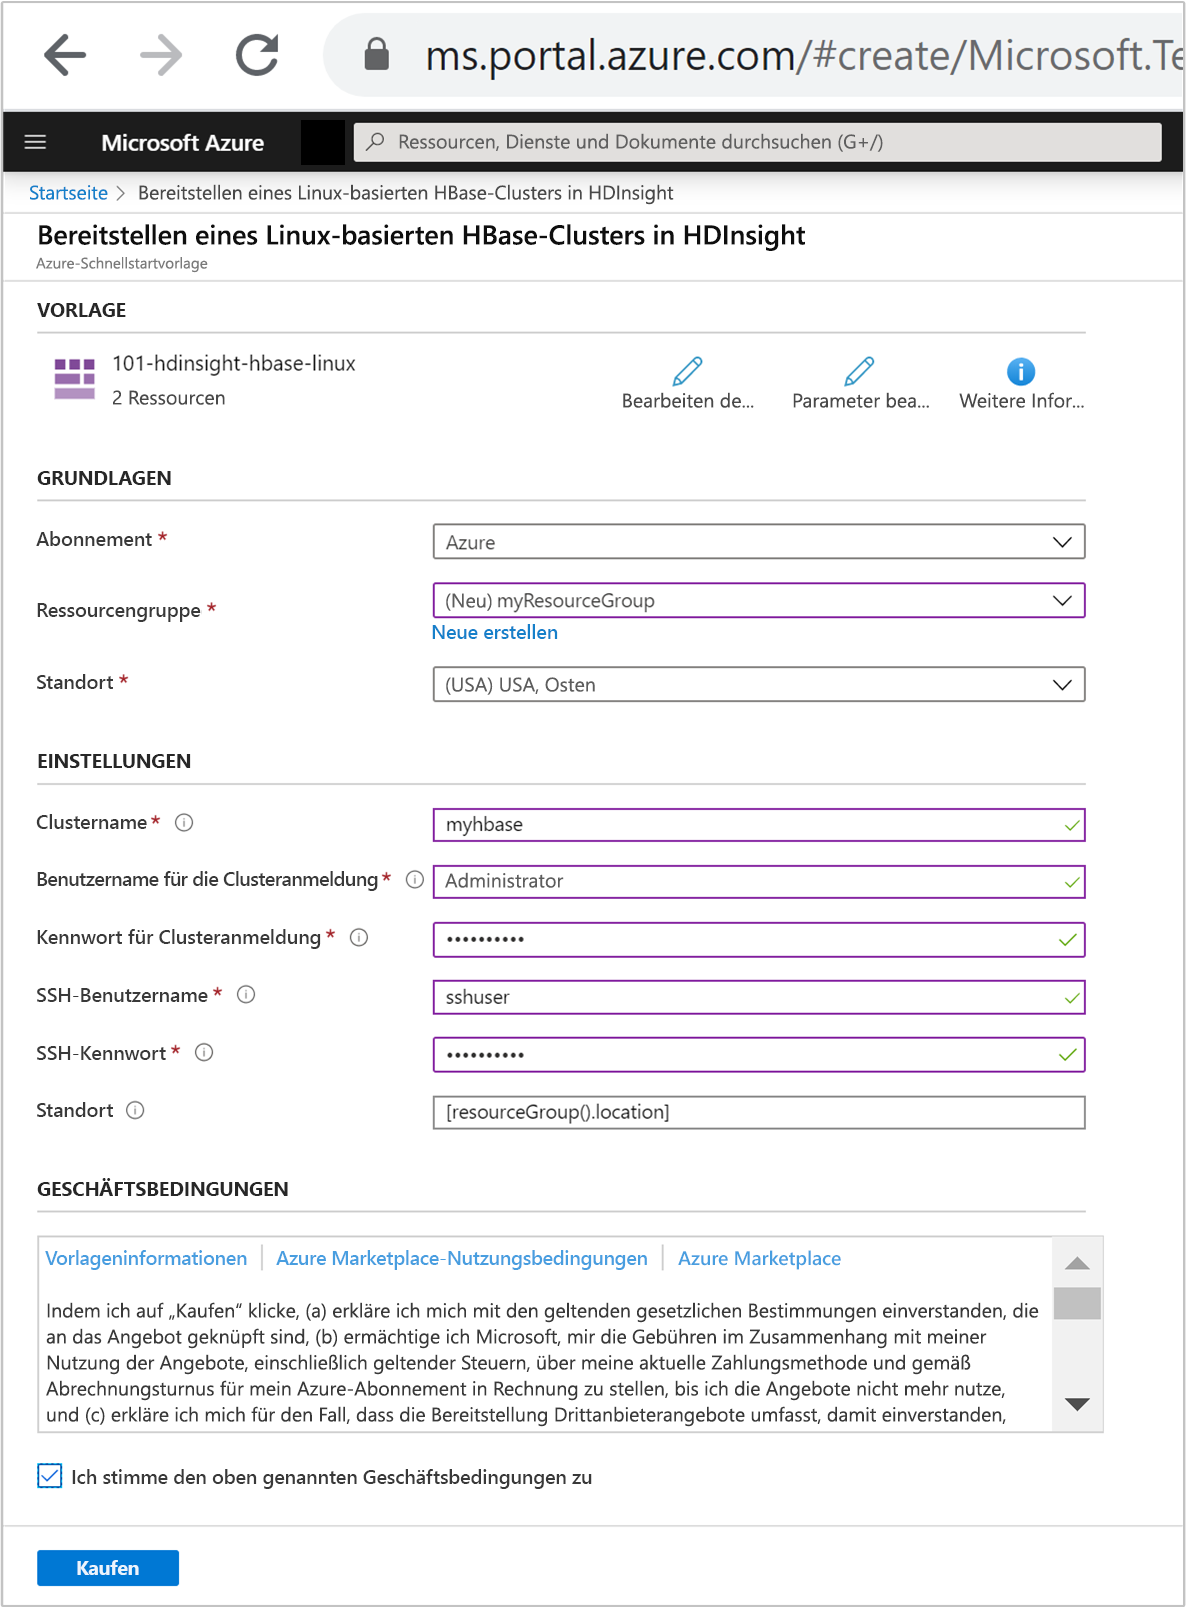 ms.portal.azure.com/#create/Microsoft.Te
Microsoft Azure
Ressourcen, Dienste und Dokumente durchsuchen (G+/)
Startseite > Bereitstellen eines Linux-basierten HBase-Clusters in HDInsight
Bereitstellen eines Linux-basierten HBase-Clusters in HDInsight
Azure-Schnellstartvorlage
VORLAGE
101-hdinsight-hbase-linux
2 Ressourcen
Bearbeiten de... Parameter bea... Weitere Infor...
GRUNDLAGEN
Abonnement * Azure
Ressourcengruppe * (Neu) myResourceGroup
Neue erstellen
Standort * (USA) USA, Osten
EINSTELLUNGEN
Clustername * myhbase
Benutzername für die Clusteranmeldung * Administrator
Kennwort für Clusteranmeldung * ••••••••••
SSH-Benutzername * sshuser
SSH-Kennwort * ••••••••••
Standort [resourceGroup().location]
GESCHÄFTSBEDINGUNGEN
Vorlageninformationen | Azure Marketplace-Nutzungsbedingungen | Azure Marketplace
Indem ich auf „Kaufen“ klicke, (a) erkläre ich mich mit den geltenden gesetzlichen Bestimmungen einverstanden, die
an das Angebot geknüpft sind, (b) ermächtige ich Microsoft, mir die Gebühren im Zusammenhang mit meiner
Nutzung der Angebote, einschließlich geltender Steuern, über meine aktuelle Zahlungsmethode und gemäß
Abrechnungsturnus für mein Azure-Abonnement in Rechnung zu stellen, bis ich die Angebote nicht mehr nutze,
und (c) erkläre ich mich für den Fall, dass die Bereitstellung Drittanbieterangebote umfasst, damit einverstanden,
Ich stimme den oben genannten Geschäftsbedingungen zu
Kaufen